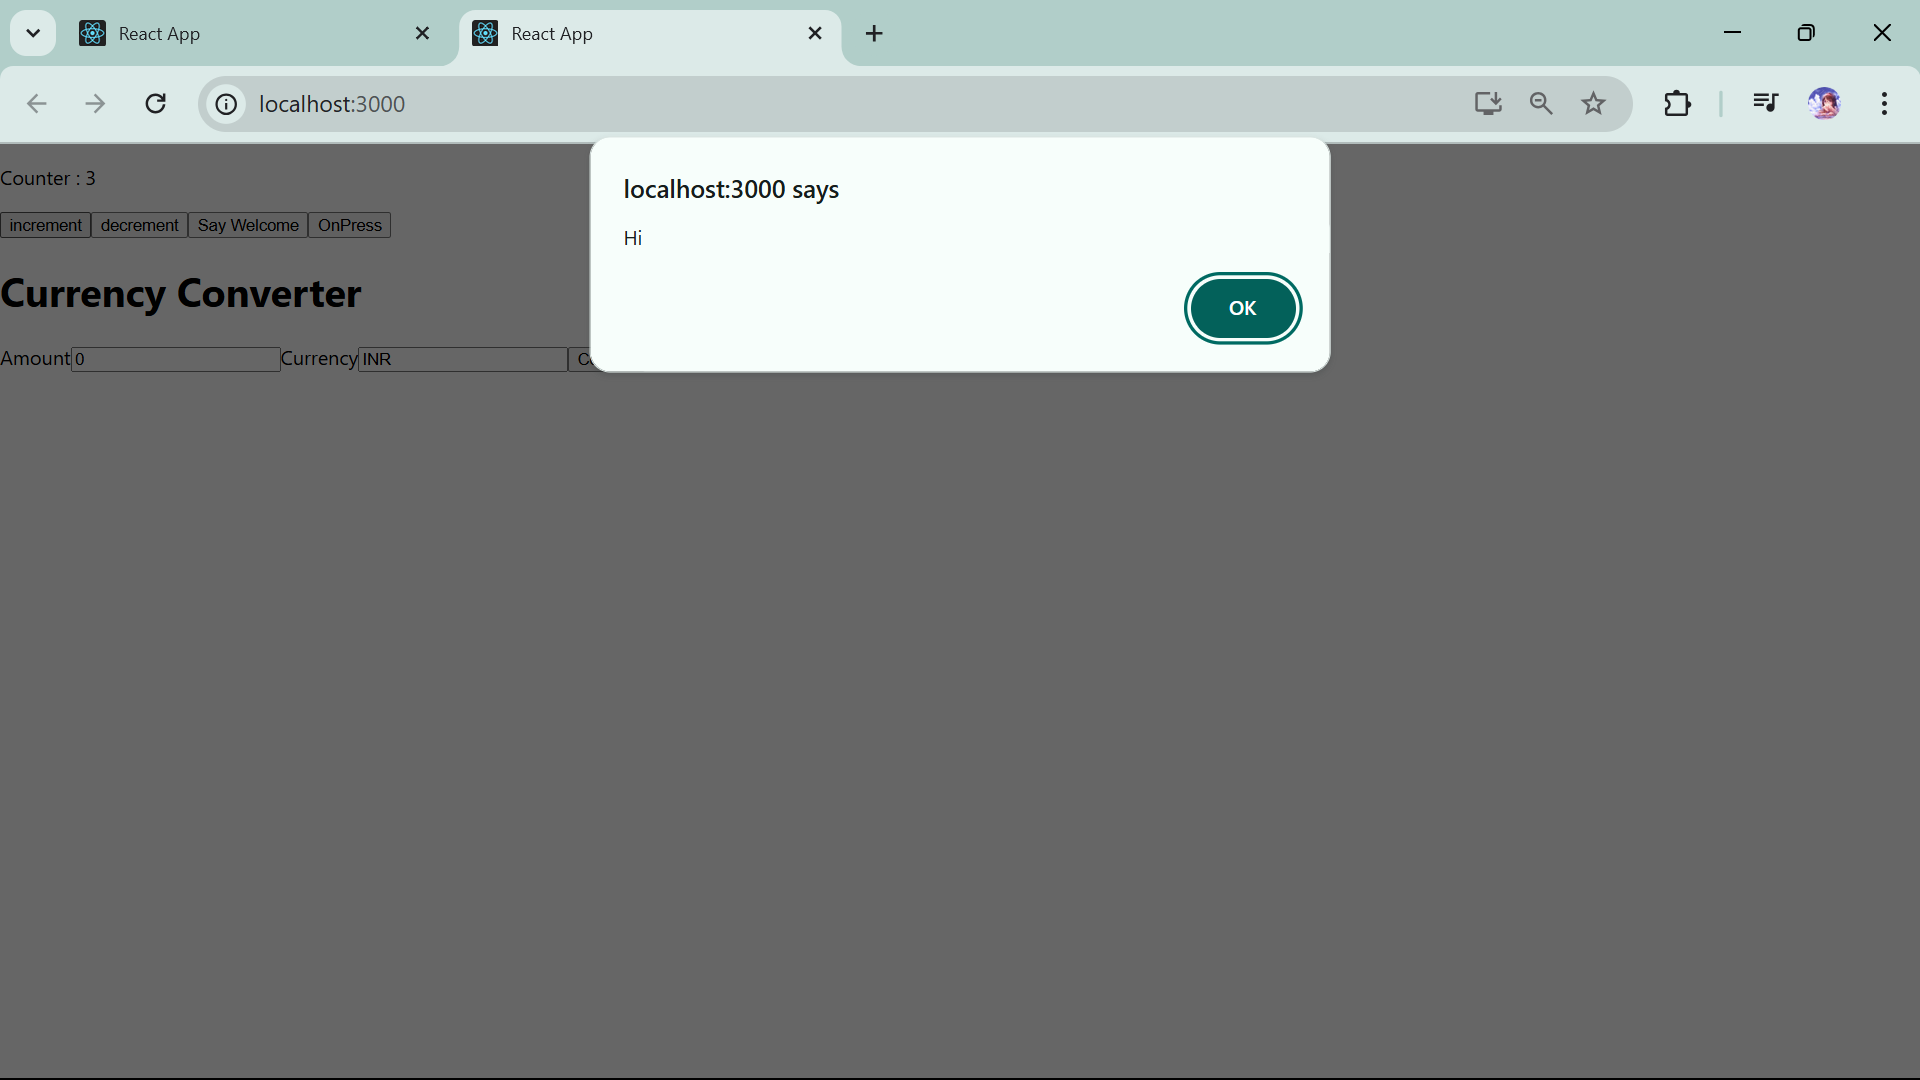 React App
React App
localhost:3000
localhost:3000 says
Hi
OK
Counter : 3
increment decrement Say Welcome OnPress
Currency Converter
Amount 0 Currency INR